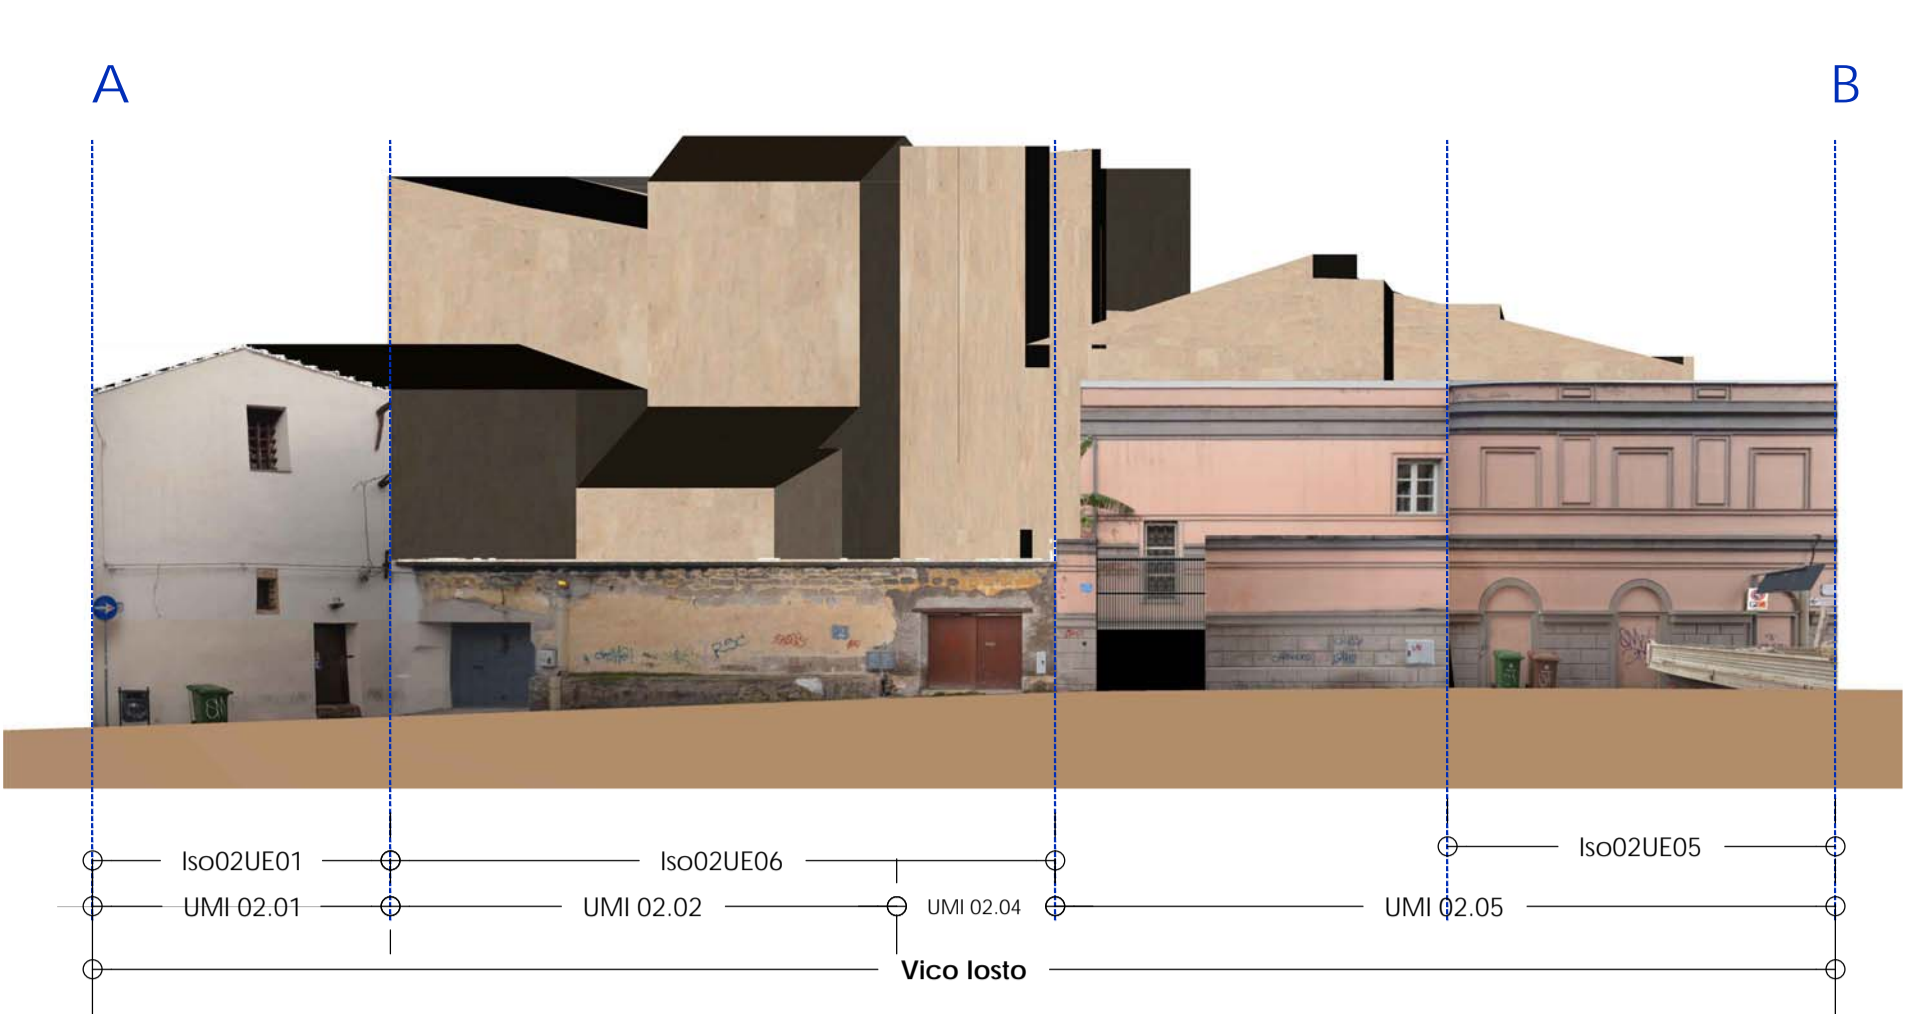 A
B
Iso02UE01
Iso02UE06
Iso02UE05
UMI 02.01
UMI 02.02
UMI 02.04
UMI 02.05
Vico Iosto